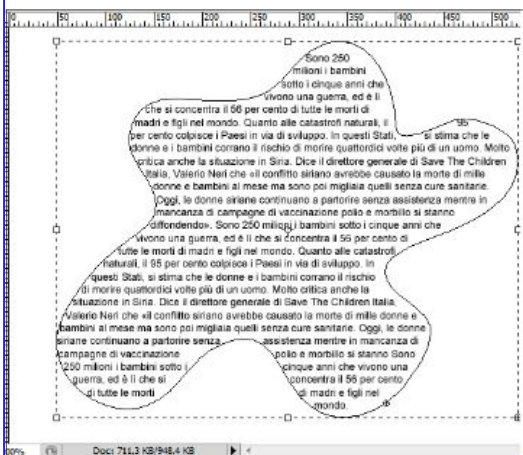 0 50 100 150 200 250 300 350 400 450 500
Sono 250
milioni i bambini
sotto i cinque anni che
vivono una guerra, ed è lì
che si concentra il 56 per cento di tutte le morti di
madri e figli nel mondo. Quanto alle catastrofi naturali, il 95
per cento colpisce i Paesi in via di sviluppo. In questi Stati, si stima che le
donne e i bambini corrano il rischio di morire quattordici volte più di un uomo. Molto
critica anche la situazione in Siria. Dice il direttore generale di Save The Children
Italia, Valerio Neri che «il conflitto siriano avrebbe causato la morte di mille
donne e bambini al mese ma sono poi migliaia quelli senza cure sanitarie.
Oggi, le donne siriane continuano a partorire senza assistenza mentre in
mancanza di campagne di vaccinazione polio e morbillo si stanno
diffondendo». Sono 250 milioni i bambini sotto i cinque anni che
vivono una guerra, ed è lì che si concentra il 56 per cento di
tutte le morti di madri e figli nel mondo. Quanto alle catastrofi
naturali, il 95 per cento colpisce i Paesi in via di sviluppo. In
questi Stati, si stima che le donne e i bambini corrano il rischio
di morire quattordici volte più di un uomo. Molto critica anche la
situazione in Siria. Dice il direttore generale di Save The Children Italia,
Valerio Neri che «il conflitto siriano avrebbe causato la morte di mille donne e
bambini al mese ma sono poi migliaia quelli senza cure sanitarie. Oggi, le donne
siriane continuano a partorire senza assistenza mentre in mancanza di
campagne di vaccinazione polio e morbillo si stanno Sono
250 milioni i bambini sotto i cinque anni che vivono una
guerra, ed è lì che si concentra il 56 per cento
di tutte le morti di madri e figli nel
mondo.
Doc: 711,3 KB/948,4 KB